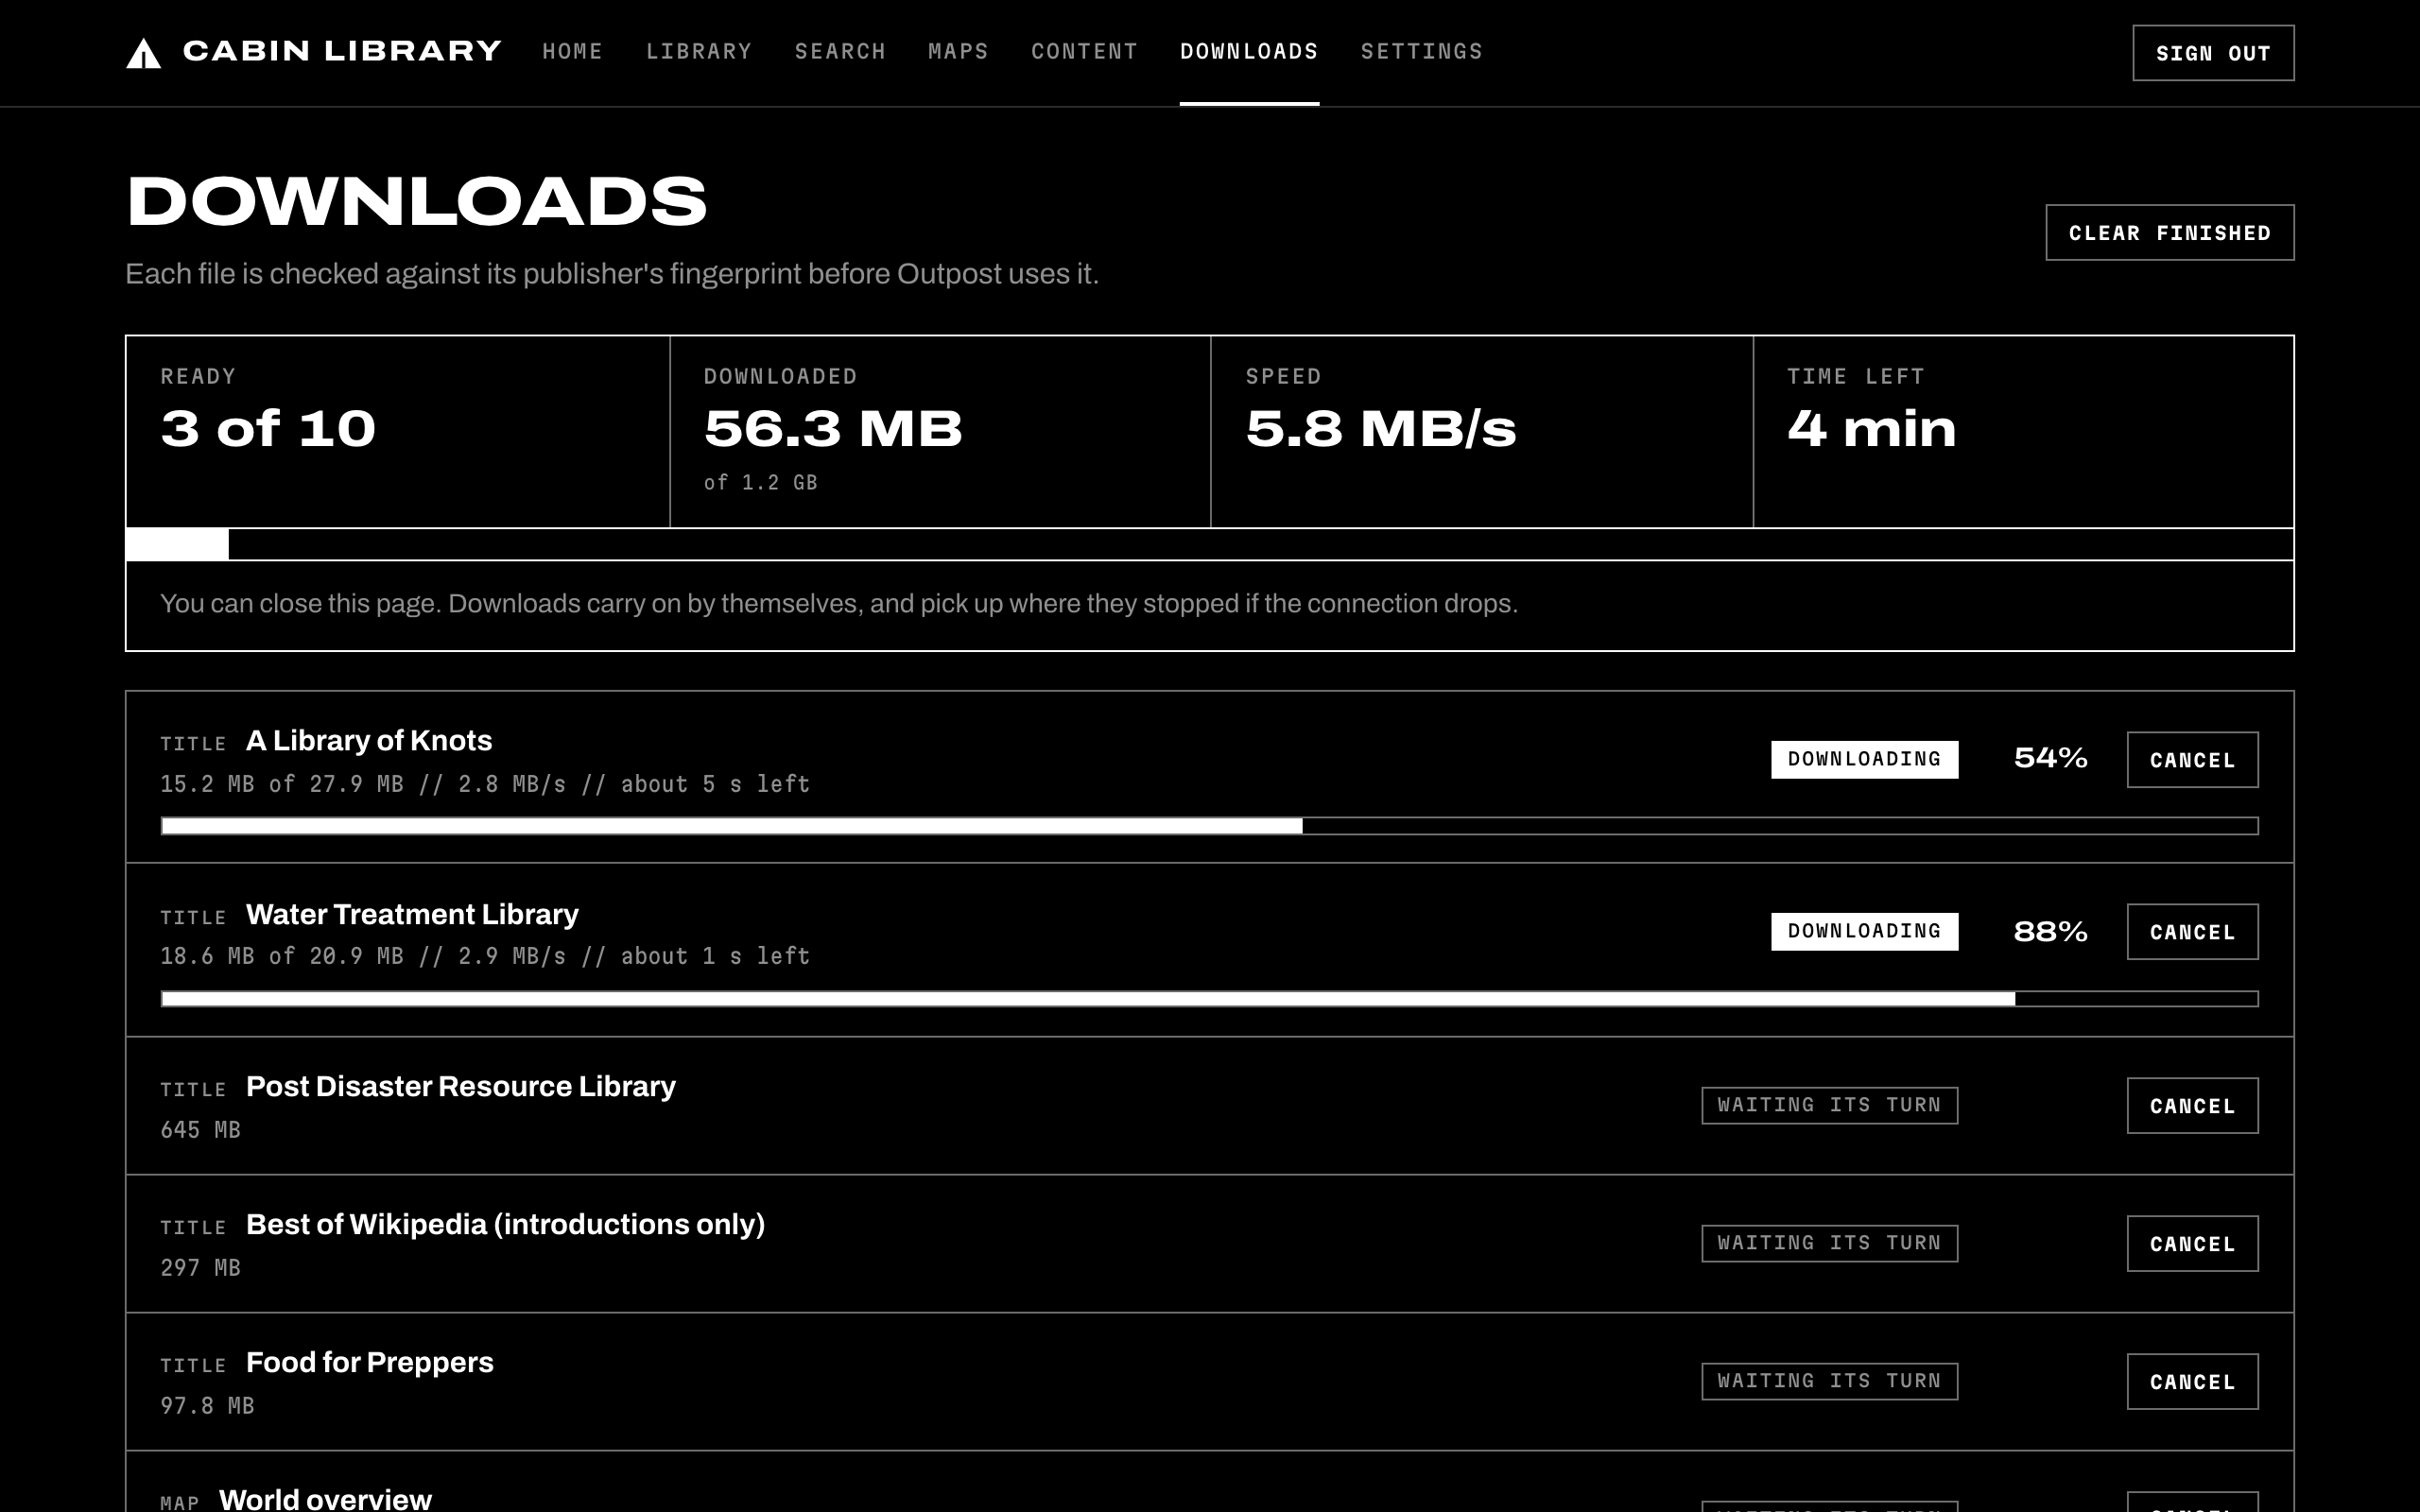 CABIN LIBRARY HOME LIBRARY SEARCH MAPS CONTENT DOWNLOADS SETTINGS SIGN OUT
DOWNLOADS
CLEAR FINISHED
Each file is checked against its publisher's fingerprint before Outpost uses it.
READY DOWNLOADED SPEED TIME LEFT
3 of 10 56.3 MB 5.8 MB/s 4 min
of 1.2 GB
You can close this page. Downloads carry on by themselves, and pick up where they stopped if the connection drops.
TITLE A Library of Knots DOWNLOADING 54% CANCEL
15.2 MB of 27.9 MB // 2.8 MB/s // about 5 s left
TITLE Water Treatment Library DOWNLOADING 88% CANCEL
18.6 MB of 20.9 MB // 2.9 MB/s // about 1 s left
TITLE Post Disaster Resource Library WAITING ITS TURN CANCEL
645 MB
TITLE Best of Wikipedia (introductions only) WAITING ITS TURN CANCEL
297 MB
TITLE Food for Preppers WAITING ITS TURN CANCEL
97.8 MB
MAP World overview